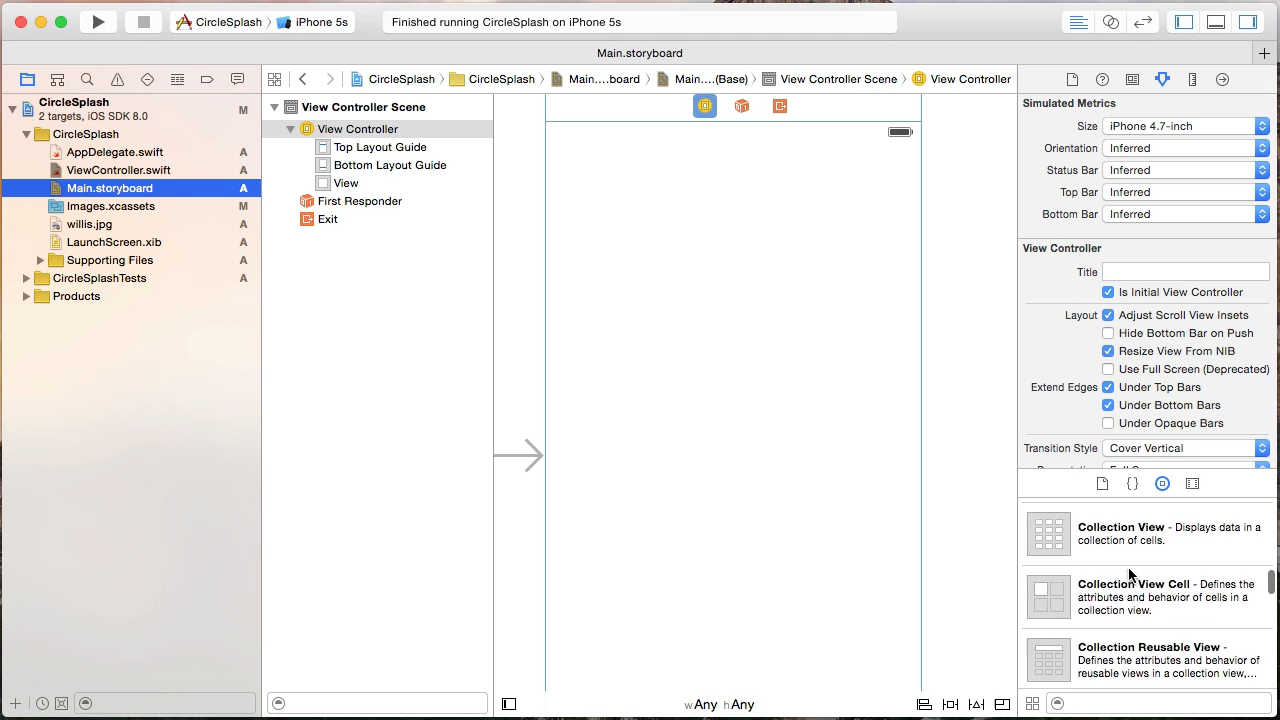 CircleSplash
iPhone 5s
Finished running CircleSplash on iPhone 5s
Main.storyboard
CircleSplash
CircleSplash
Main....board
Main....(Base)
View Controller Scene
View Controller
CircleSplash
M
2 targets, iOS SDK 8.0
CircleSplash
AppDelegate.swift
A
ViewController.swift
A
Main.storyboard
A
Images.xcassets
M
willis.jpg
A
LaunchScreen.xib
A
Supporting Files
A
CircleSplashTests
A
Products
View Controller Scene
View Controller
Top Layout Guide
Bottom Layout Guide
View
First Responder
Exit
wAny hAny
Simulated Metrics
Size iPhone 4.7-inch
Orientation Inferred
Status Bar Inferred
Top Bar Inferred
Bottom Bar Inferred
View Controller
Title
Is Initial View Controller
Layout Adjust Scroll View Insets
Hide Bottom Bar on Push
Resize View From NIB
Use Full Screen (Deprecated)
Extend Edges Under Top Bars
Under Bottom Bars
Under Opaque Bars
Transition Style Cover Vertical
Collection View - Displays data in a
collection of cells.
Collection View Cell - Defines the
attributes and behavior of cells in a
collection view.
Collection Reusable View -
Defines the attributes and behavior of
reusable views in a collection view,...